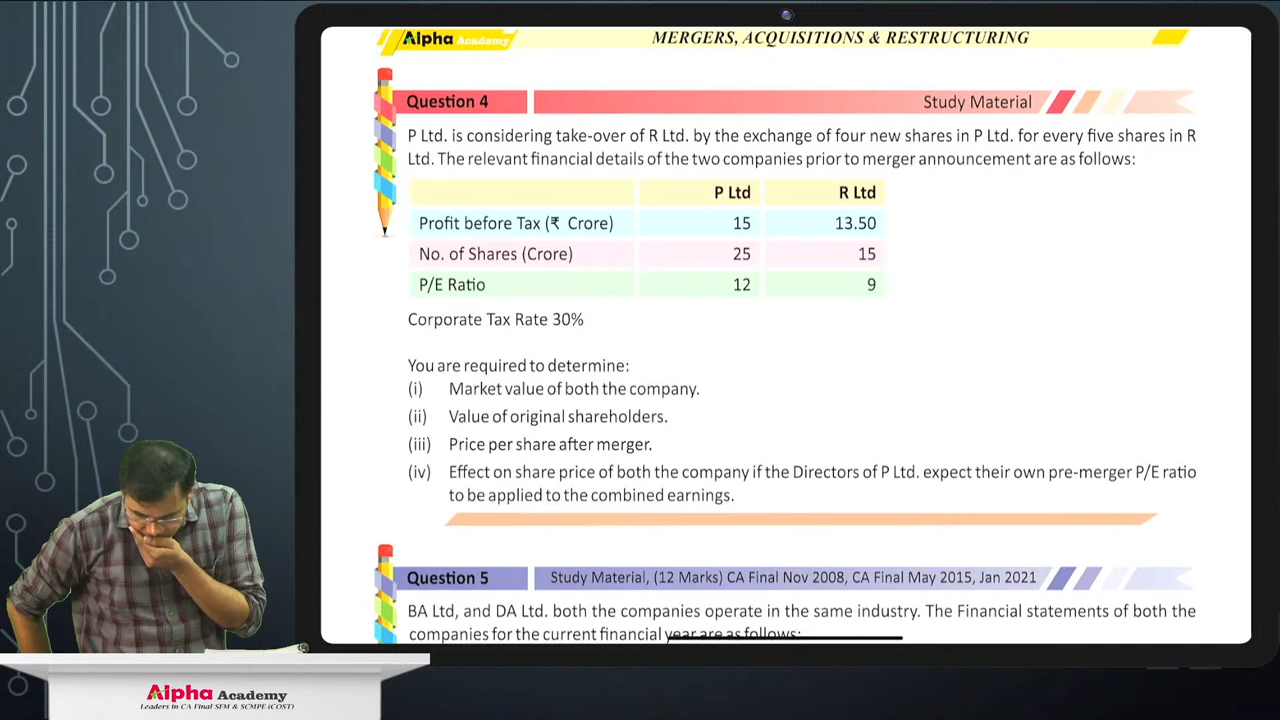 Alpha Academy
MERGERS, ACQUISITIONS & RESTRUCTURING
Question 4
Study Material
P Ltd. is considering take-over of R Ltd. by the exchange of four new shares in P Ltd. for every five shares in R
Ltd. The relevant financial details of the two companies prior to merger announcement are as follows:
P Ltd R Ltd
Profit before Tax (₹ Crore) 15 13.50
No. of Shares (Crore) 25 15
P/E Ratio 12 9
Corporate Tax Rate 30%
You are required to determine:
(i) Market value of both the company.
(ii) Value of original shareholders.
(iii) Price per share after merger.
(iv) Effect on share price of both the company if the Directors of P Ltd. expect their own pre-merger P/E ratio
to be applied to the combined earnings.
Question 5
Study Material, (12 Marks) CA Final Nov 2008, CA Final May 2015, Jan 2021
BA Ltd, and DA Ltd. both the companies operate in the same industry. The Financial statements of both the
companies for the current financial year are as follows:
Alpha Academy
Leaders in CA Final SFM & SCMPE (COST)